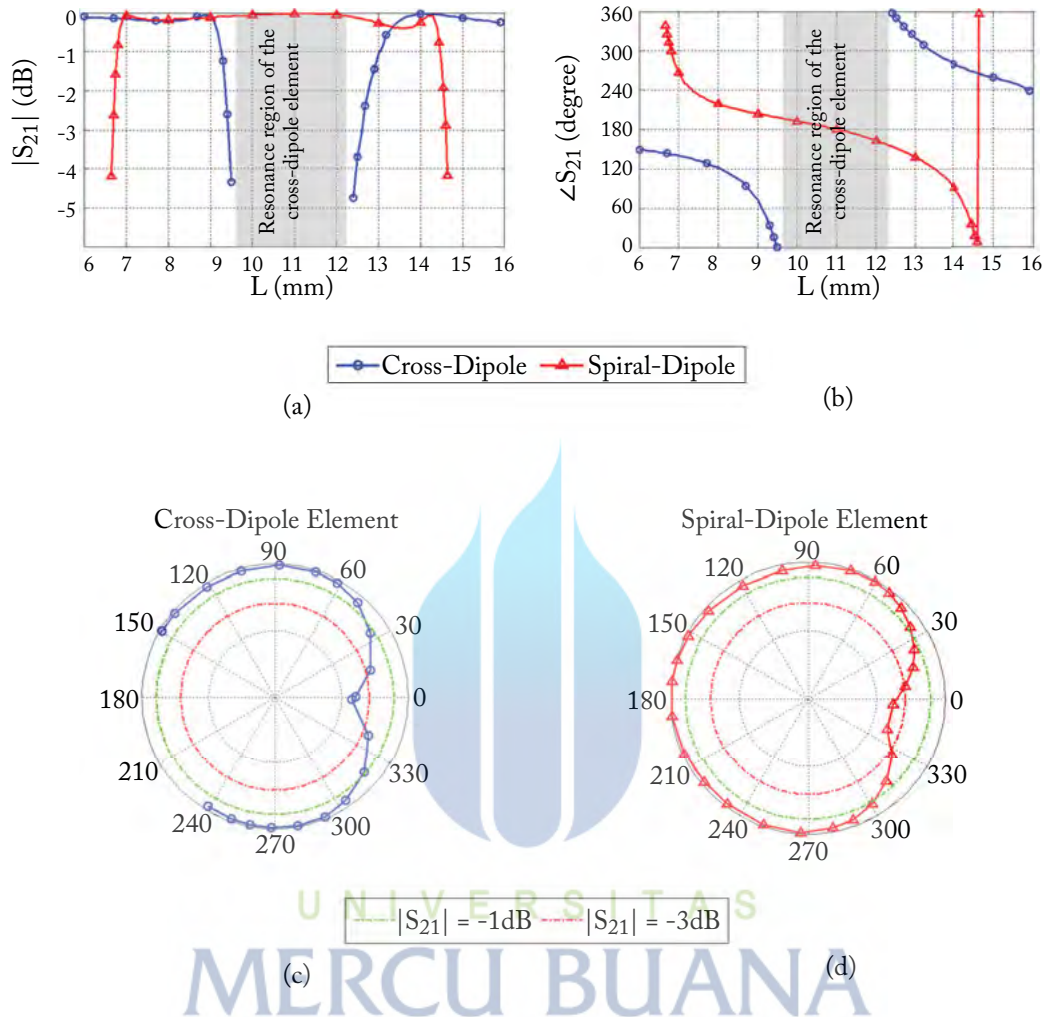 0
-1
-2
-3
-4
-5
|S21| (dB)
Resonance region of the
cross-dipole element
6 7 8 9 10 11 12 13 14 15 16
L (mm)
360
300
240
180
120
60
0
∠S21 (degree)
Resonance region of the
cross-dipole element
6 7 8 9 10 11 12 13 14 15 16
L (mm)
Cross-Dipole Spiral-Dipole
(a)
(b)
Cross-Dipole Element
90
120 60
150 30
180 0
210 330
240 300
270
Spiral-Dipole Element
90
120 60
150 30
180 0
210 330
240 300
270
UNIVERSITAS
|S21| = -1dB |S21| = -3dB
MERCU BUANA
(c)
(d)